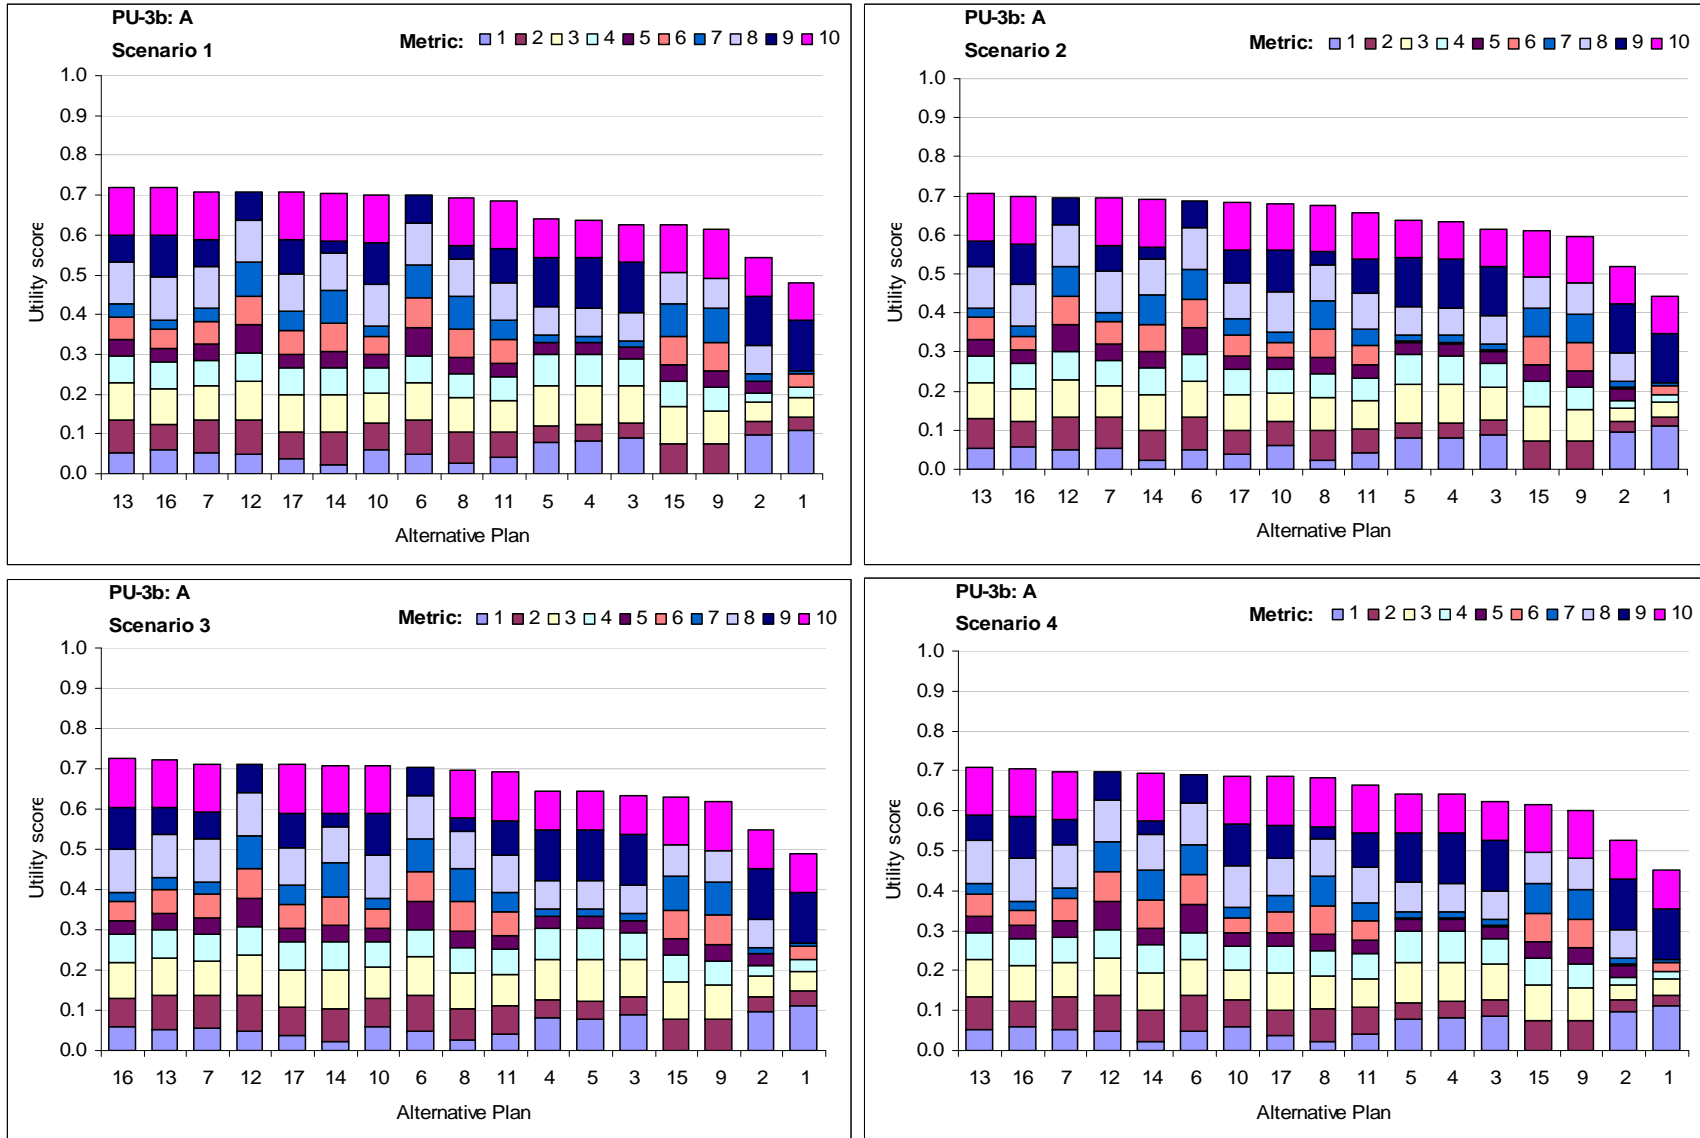 PU-3b: A
Scenario 1
Metric: 1 2 3 4 5 6 7 8 9 10
1.0
0.9
0.8
0.7
0.6
0.5
0.4
0.3
0.2
0.1
0.0
Utility score
13 16 7 12 17 14 10 6 8 11 5 4 3 15 9 2 1
Alternative Plan
PU-3b: A
Scenario 2
Metric: 1 2 3 4 5 6 7 8 9 10
1.0
0.9
0.8
0.7
0.6
0.5
0.4
0.3
0.2
0.1
0.0
Utility score
13 16 12 7 14 6 17 10 8 11 5 4 3 15 9 2 1
Alternative Plan
PU-3b: A
Scenario 3
Metric: 1 2 3 4 5 6 7 8 9 10
1.0
0.9
0.8
0.7
0.6
0.5
0.4
0.3
0.2
0.1
0.0
Utility score
16 13 7 12 17 14 10 6 8 11 4 5 3 15 9 2 1
Alternative Plan
PU-3b: A
Scenario 4
Metric: 1 2 3 4 5 6 7 8 9 10
1.0
0.9
0.8
0.7
0.6
0.5
0.4
0.3
0.2
0.1
0.0
Utility score
13 16 7 12 14 6 10 17 8 11 5 4 3 15 9 2 1
Alternative Plan